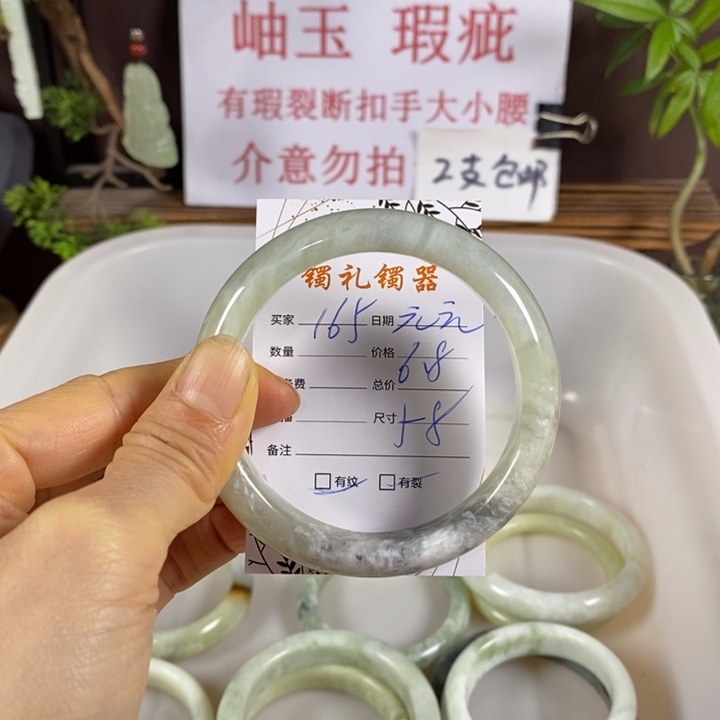 岫玉 瑕疵
有瑕裂断扣手大小腰
介意勿拍
2支包邮
镯礼镯器
买家 165 日期 元元
数量 价格 68
费 总价
尺寸 58
备注
有纹 有裂